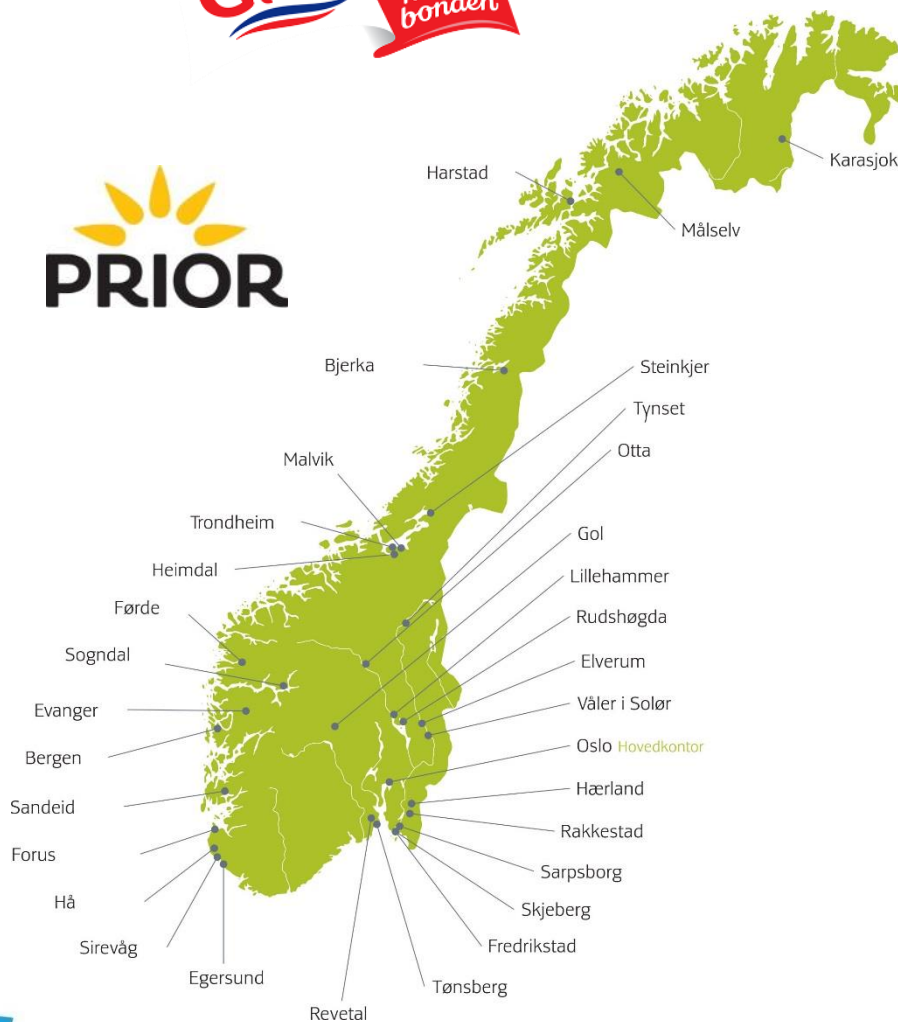 bonden
PRIOR
Karasjok
Harstad
Målselv
Bjerka
Steinkjer
Tynset
Otta
Malvik
Trondheim
Gol
Heimdal
Lillehammer
Førde
Rudshøgda
Sogndal
Elverum
Evanger
Våler i Solør
Bergen
Oslo Hovedkontor
Sandeid
Hærland
Rakkestad
Forus
Sarpsborg
Hå
Skjeberg
Sirevåg
Fredrikstad
Egersund
Tønsberg
Revetal